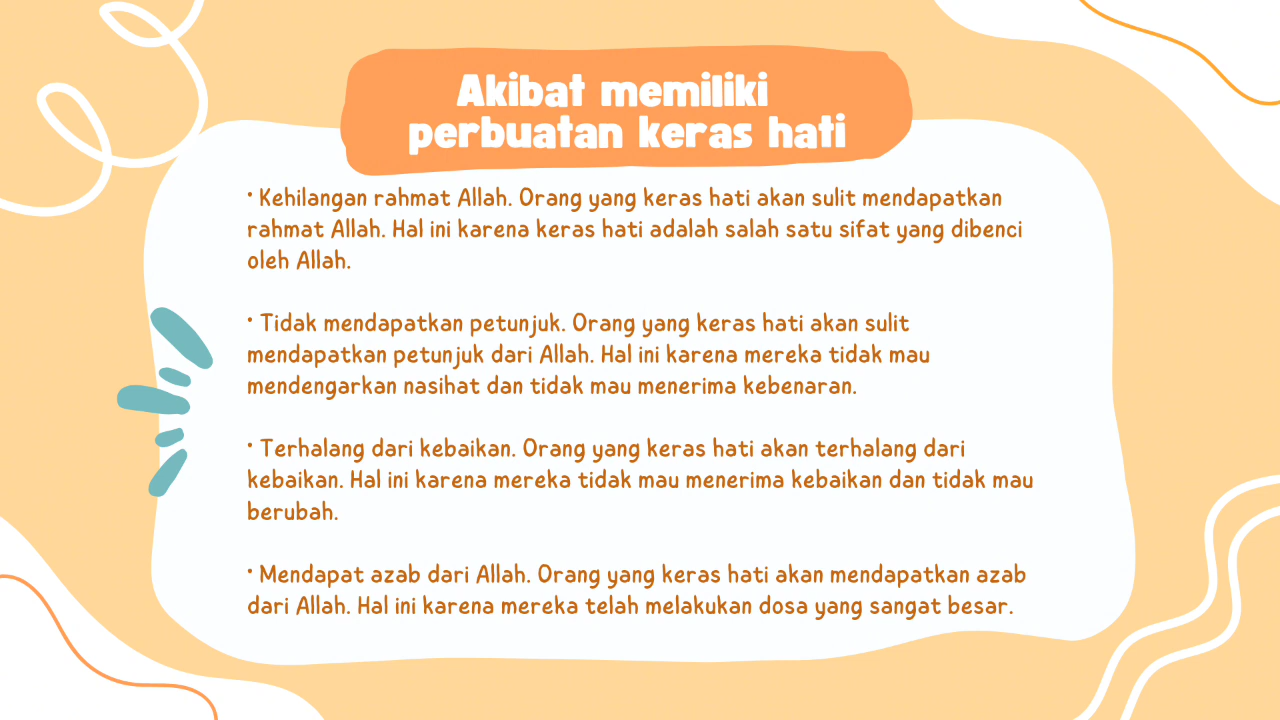 Akibat memiliki
perbuatan keras hati
• Kehilangan rahmat Allah. Orang yang keras hati akan sulit mendapatkan
rahmat Allah. Hal ini karena keras hati adalah salah satu sifat yang dibenci
oleh Allah.
• Tidak mendapatkan petunjuk. Orang yang keras hati akan sulit
mendapatkan petunjuk dari Allah. Hal ini karena mereka tidak mau
mendengarkan nasihat dan tidak mau menerima kebenaran.
• Terhalang dari kebaikan. Orang yang keras hati akan terhalang dari
kebaikan. Hal ini karena mereka tidak mau menerima kebaikan dan tidak mau
berubah.
• Mendapat azab dari Allah. Orang yang keras hati akan mendapatkan azab
dari Allah. Hal ini karena mereka telah melakukan dosa yang sangat besar.